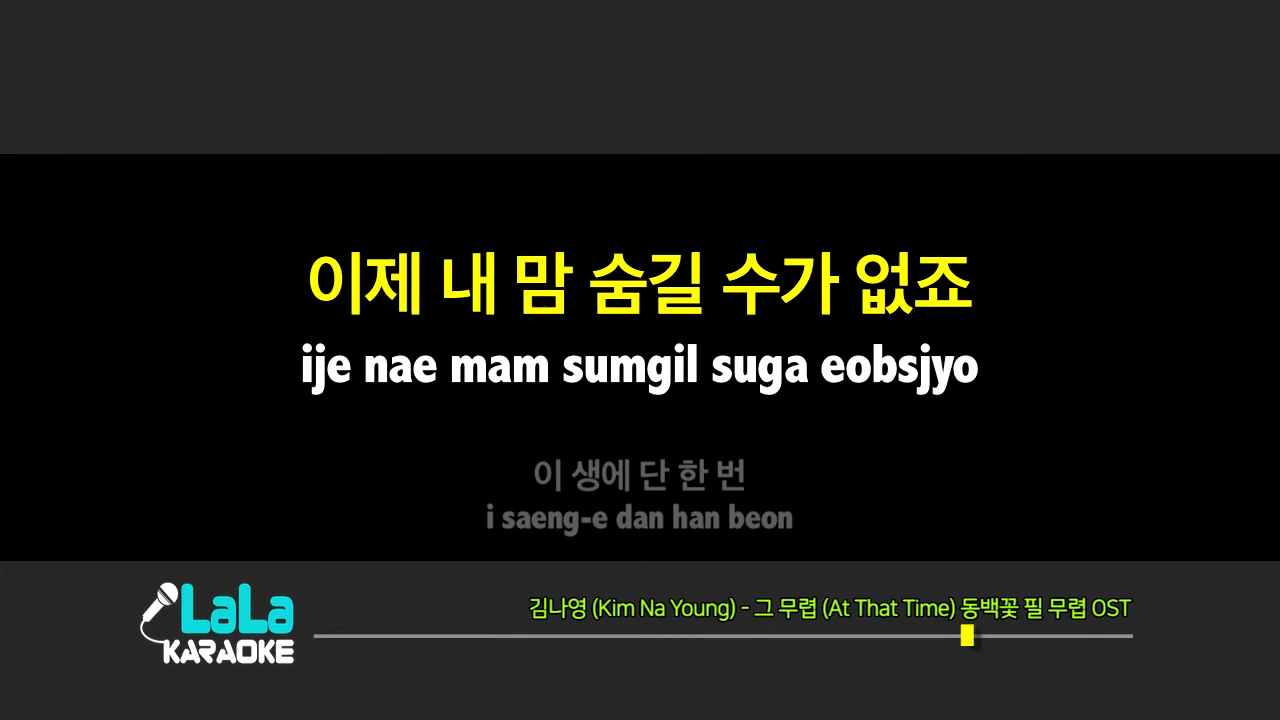 이제 내 맘 숨길 수가 없죠
ije nae mam sumgil suga eobsjyo
이 생에 단 한 번
i saeng-e dan han beon
LaLa
KARAOKE
김나영 (Kim Na Young) - 그 무렵 (At That Time) 동백꽃 필 무렵 OST